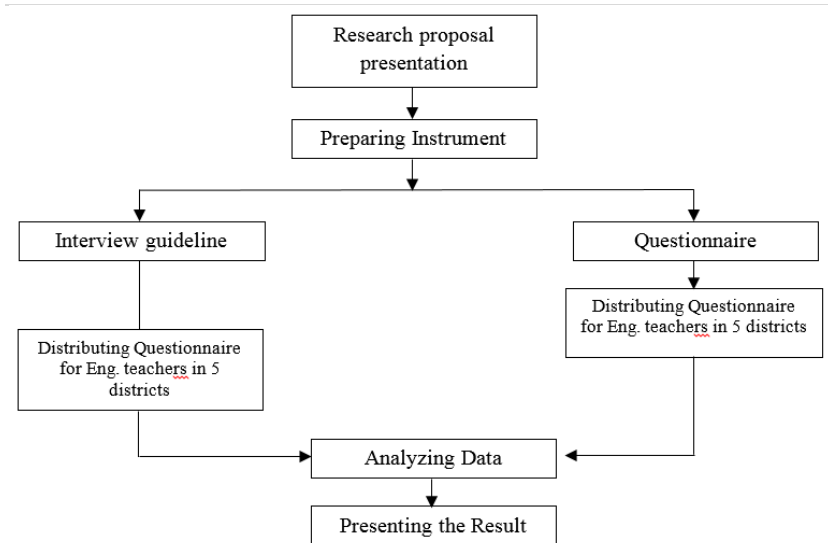 Research proposal
presentation
Preparing Instrument
Interview guideline
Questionnaire
Distributing Questionnaire
for Eng. teachers in 5 districts
Distributing Questionnaire
for Eng. teachers in 5
districts
Analyzing Data
Presenting the Result